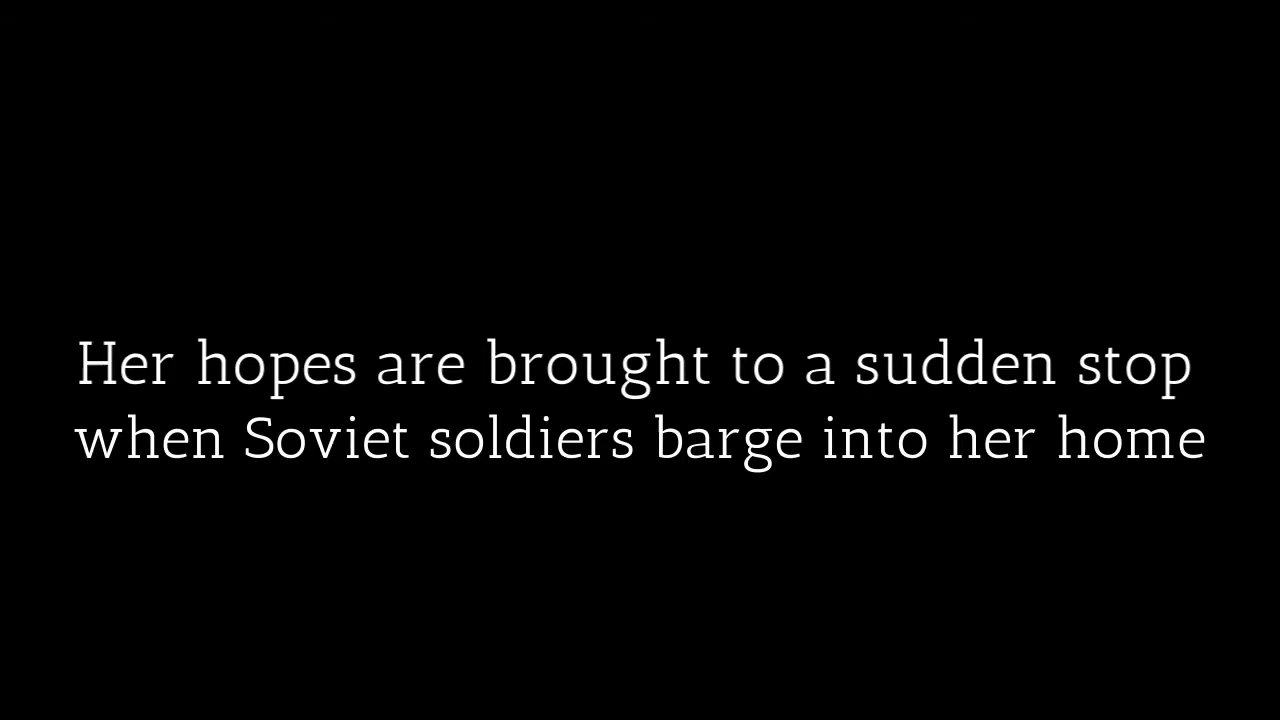 Her hopes are brought to a sudden stop
when Soviet soldiers barge into her home